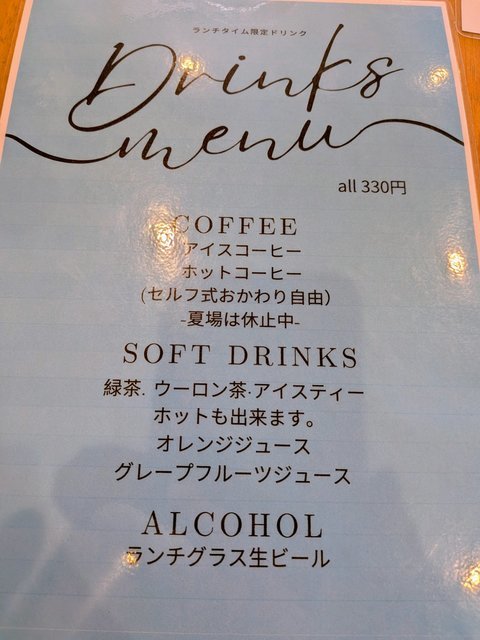 ランチタイム限定ドリンク
Drinks
menu
all 330円
COFFEE
アイスコーヒー
ホットコーヒー
(セルフ式おかわり自由)
-夏場は休止中-
SOFT DRINKS
緑茶. ウーロン茶·アイスティー
ホットも出来ます。
オレンジジュース
グレープフルーツジュース
ALCOHOL
ランチグラス生ビール